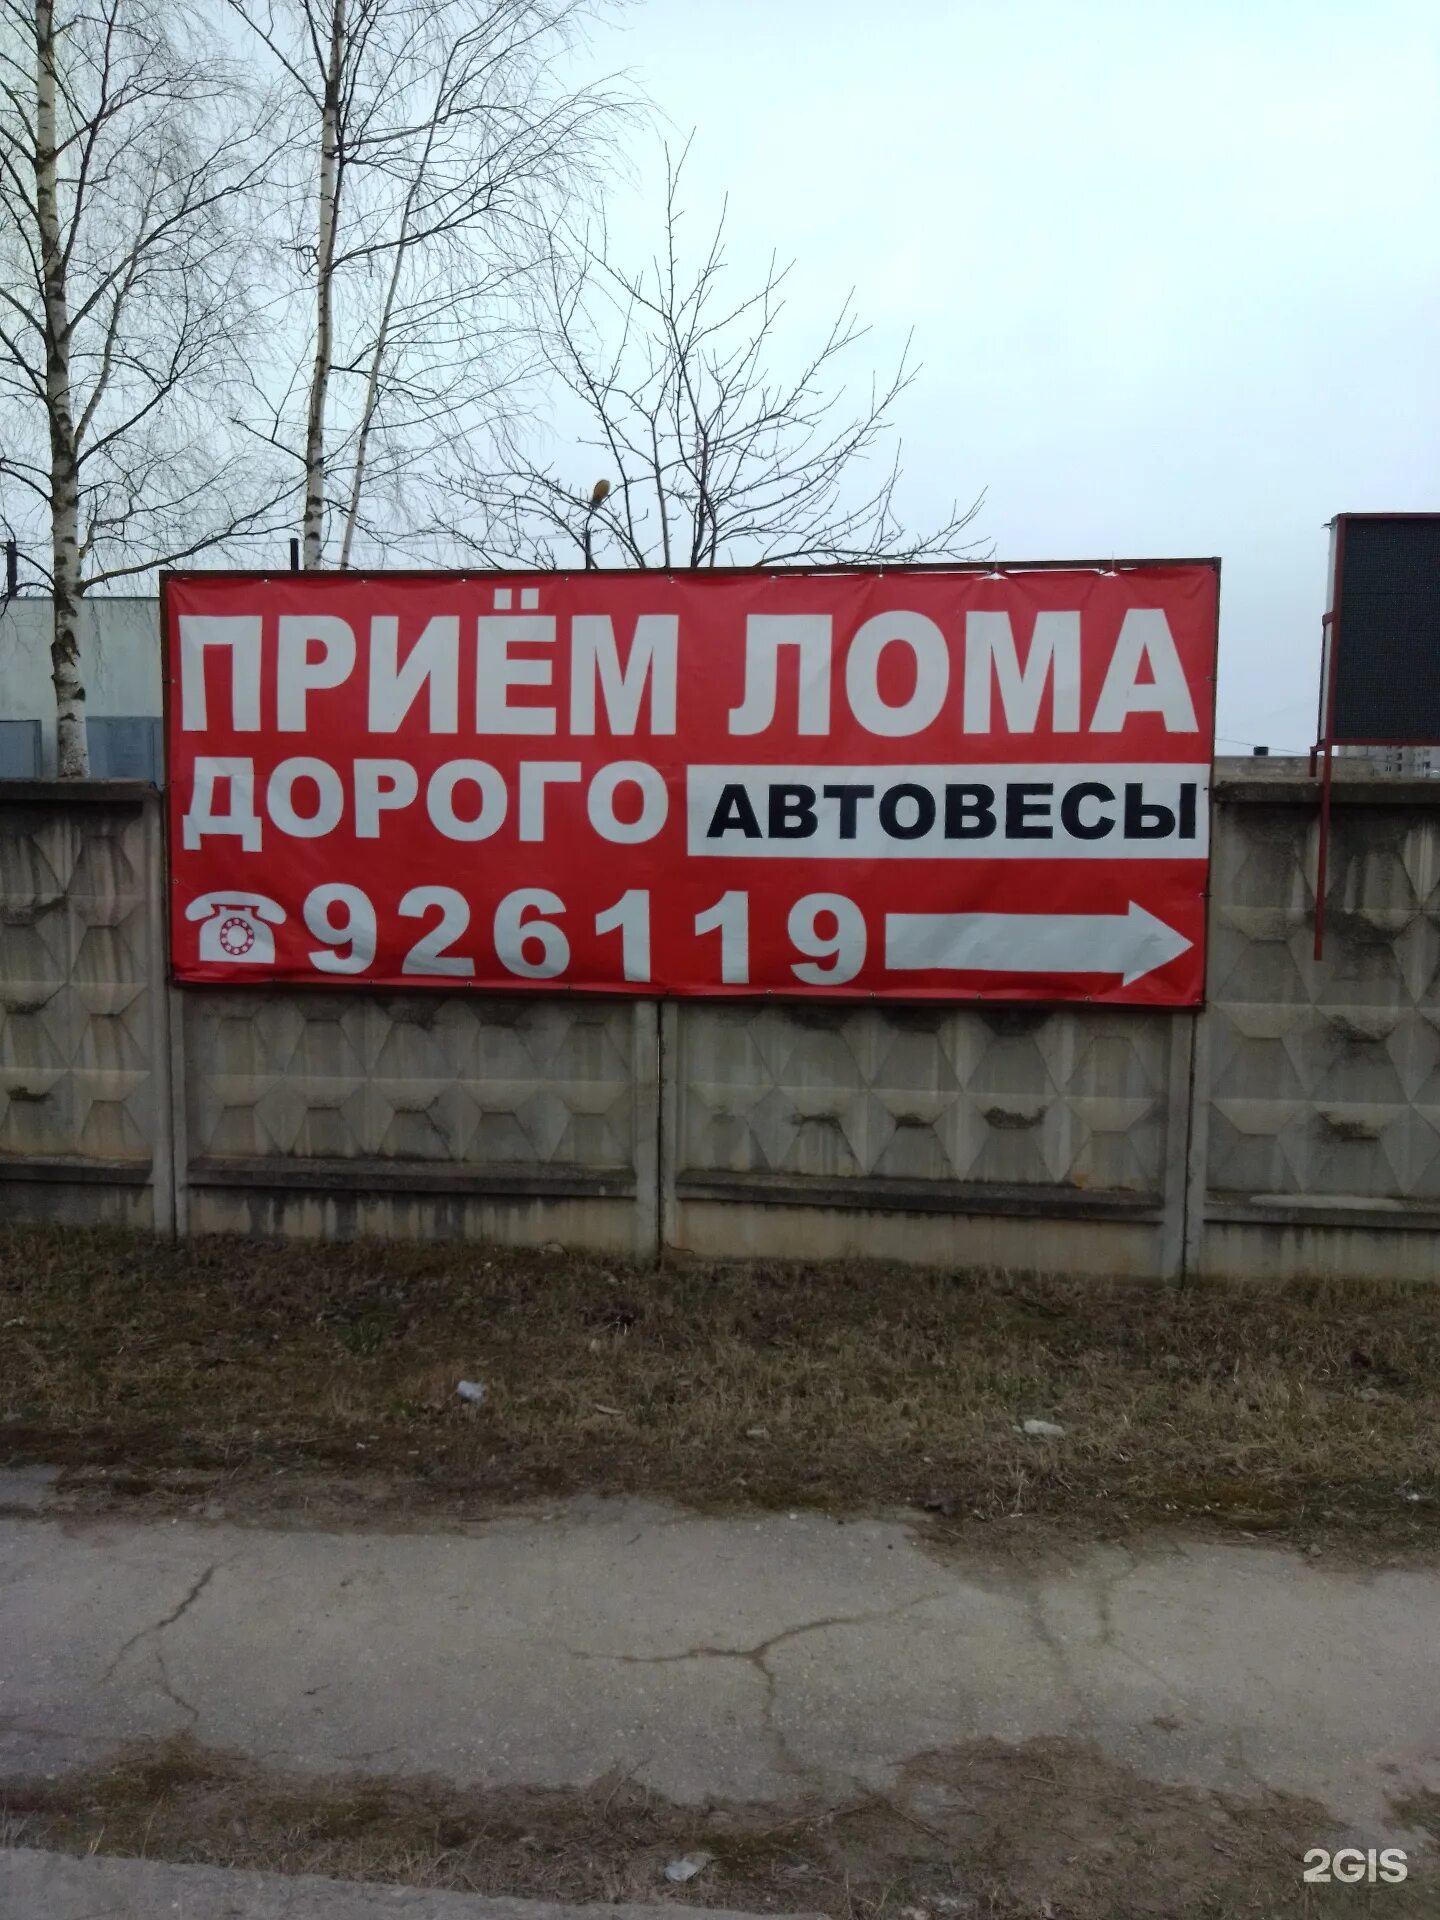 ПРИЁМ ЛОМА
ДОРОГО АВТОВЕСЫ
926119
2GIS